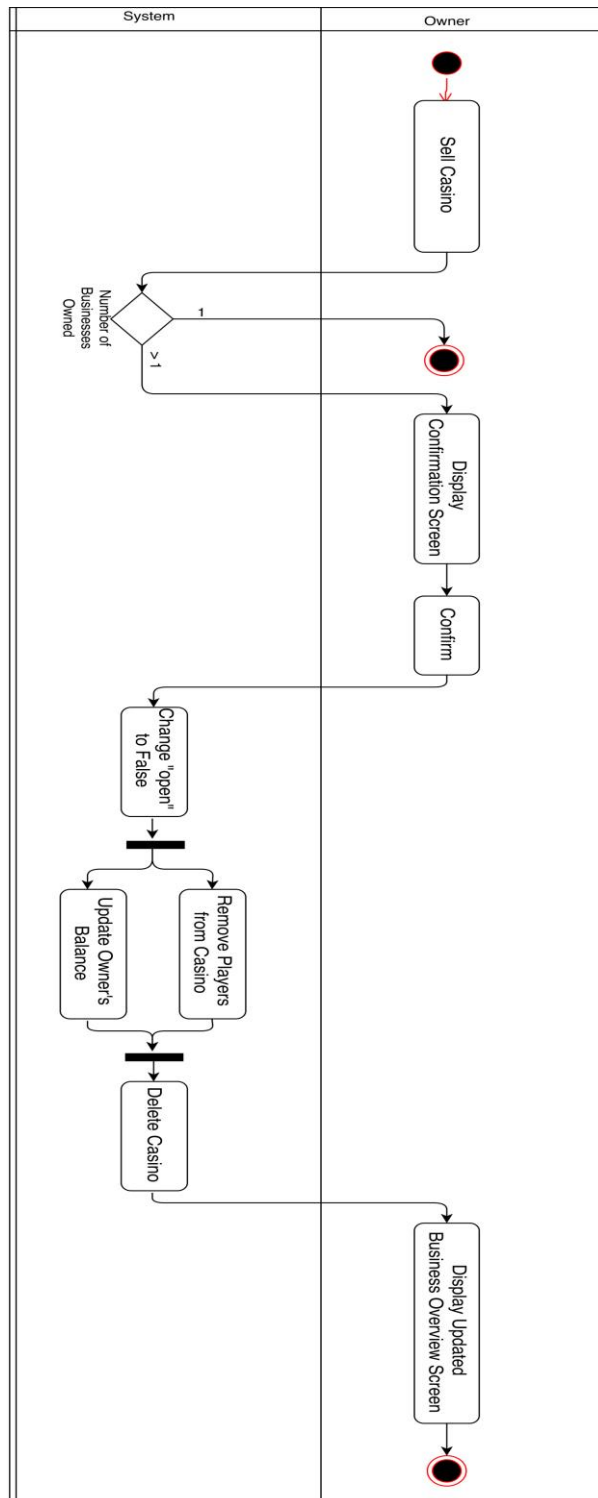 System
Owner
Sell Casino
Number of
Businesses
Owned
1
> 1
Display
Confirmation Screen
Confirm
Change "open"
to False
Remove Players
from Casino
Update Owner's
Balance
Delete Casino
Display Updated
Business Overview Screen